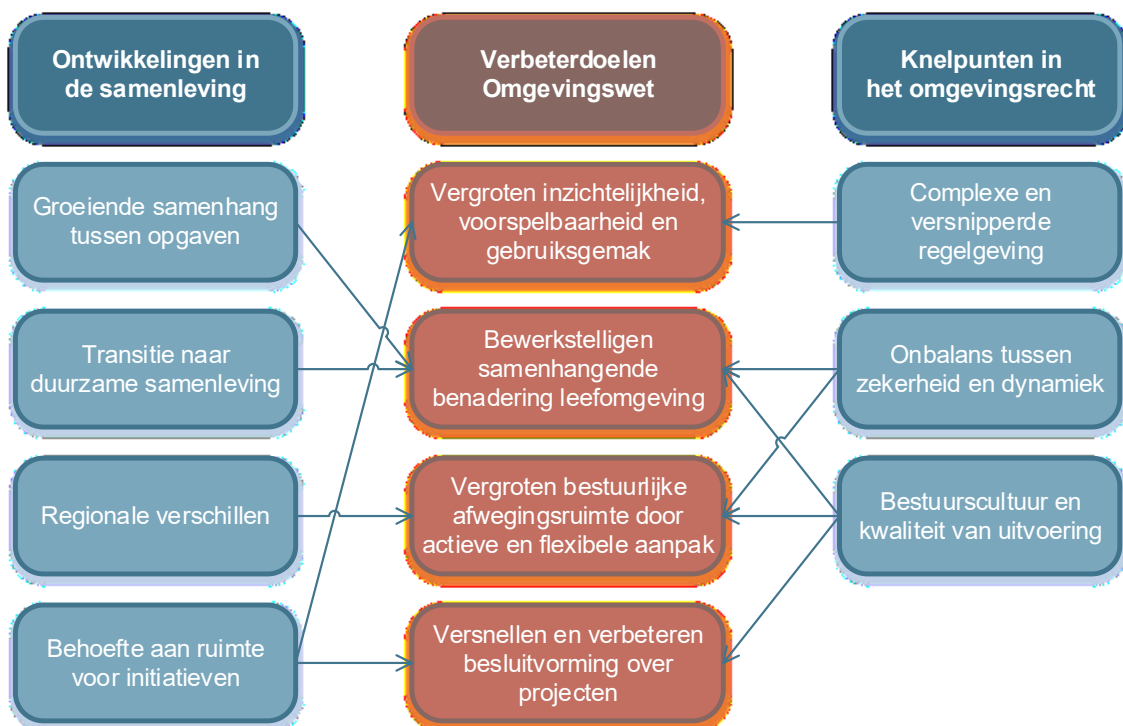 Ontwikkelingen in
de samenleving
Verbeterdoelen
Omgevingswet
Knelpunten in
het omgevingsrecht
Groeiende samenhang
tussen opgaven
Vergroten inzichtelijkheid,
voorspelbaarheid en
gebruiksgemak
Complexe en
versnipperde
regelgeving
Transitie naar
duurzame samenleving
Bewerkstelligen
samenhangende
benadering leefomgeving
Onbalans tussen
zekerheid en dynamiek
Regionale verschillen
Vergroten bestuurlijke
afwegingsruimte door
actieve en flexibele aanpak
Bestuurscultuur en
kwaliteit van uitvoering
Behoefte aan ruimte
voor initiatieven
Versnellen en verbeteren
besluitvorming over
projecten